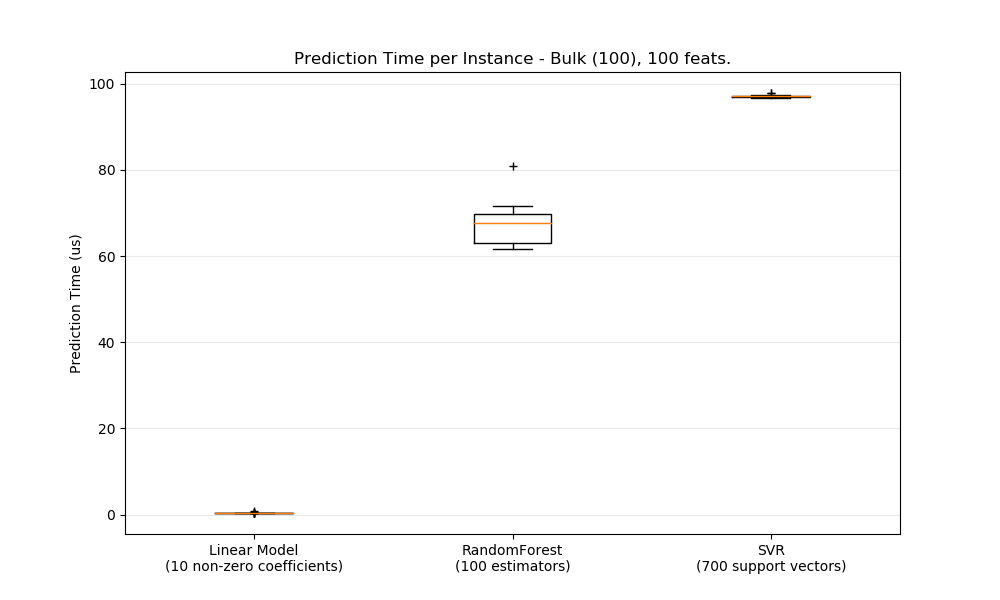 Prediction Time per Instance - Bulk (100), 100 feats.
100
80
60
40
20
0
Prediction Time (us)
Linear Model
(10 non-zero coefficients)
RandomForest
(100 estimators)
SVR
(700 support vectors)